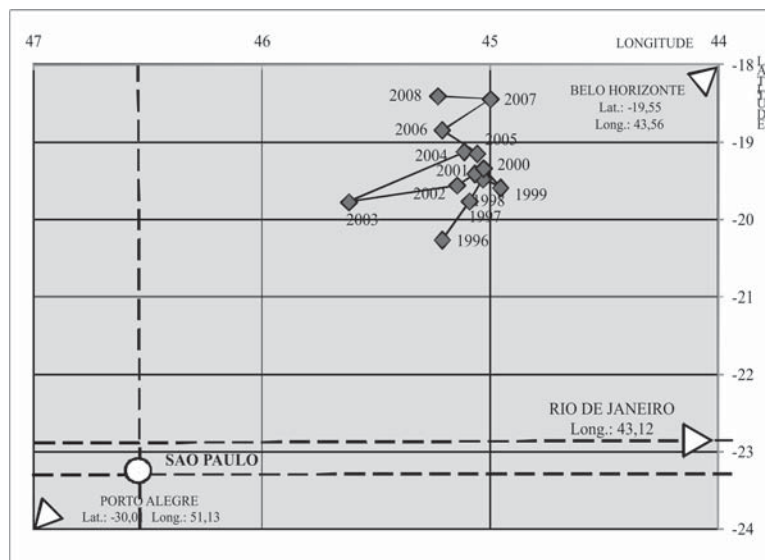 47 46 45 LONGITUDE 44
LATITUDE
-18
BELO HORIZONTE
Lat.: -19,55
Long.: 43,56
2008
2007
2006
2005
-19
2004
2000
2001
2002
1998
1999
2003
1997
-20
1996
-21
-22
RIO DE JANEIRO
Long.: 43,12
-23
SAO PAULO
PORTO ALEGRE
Lat.: -30,01 Long.: 51,13
-24